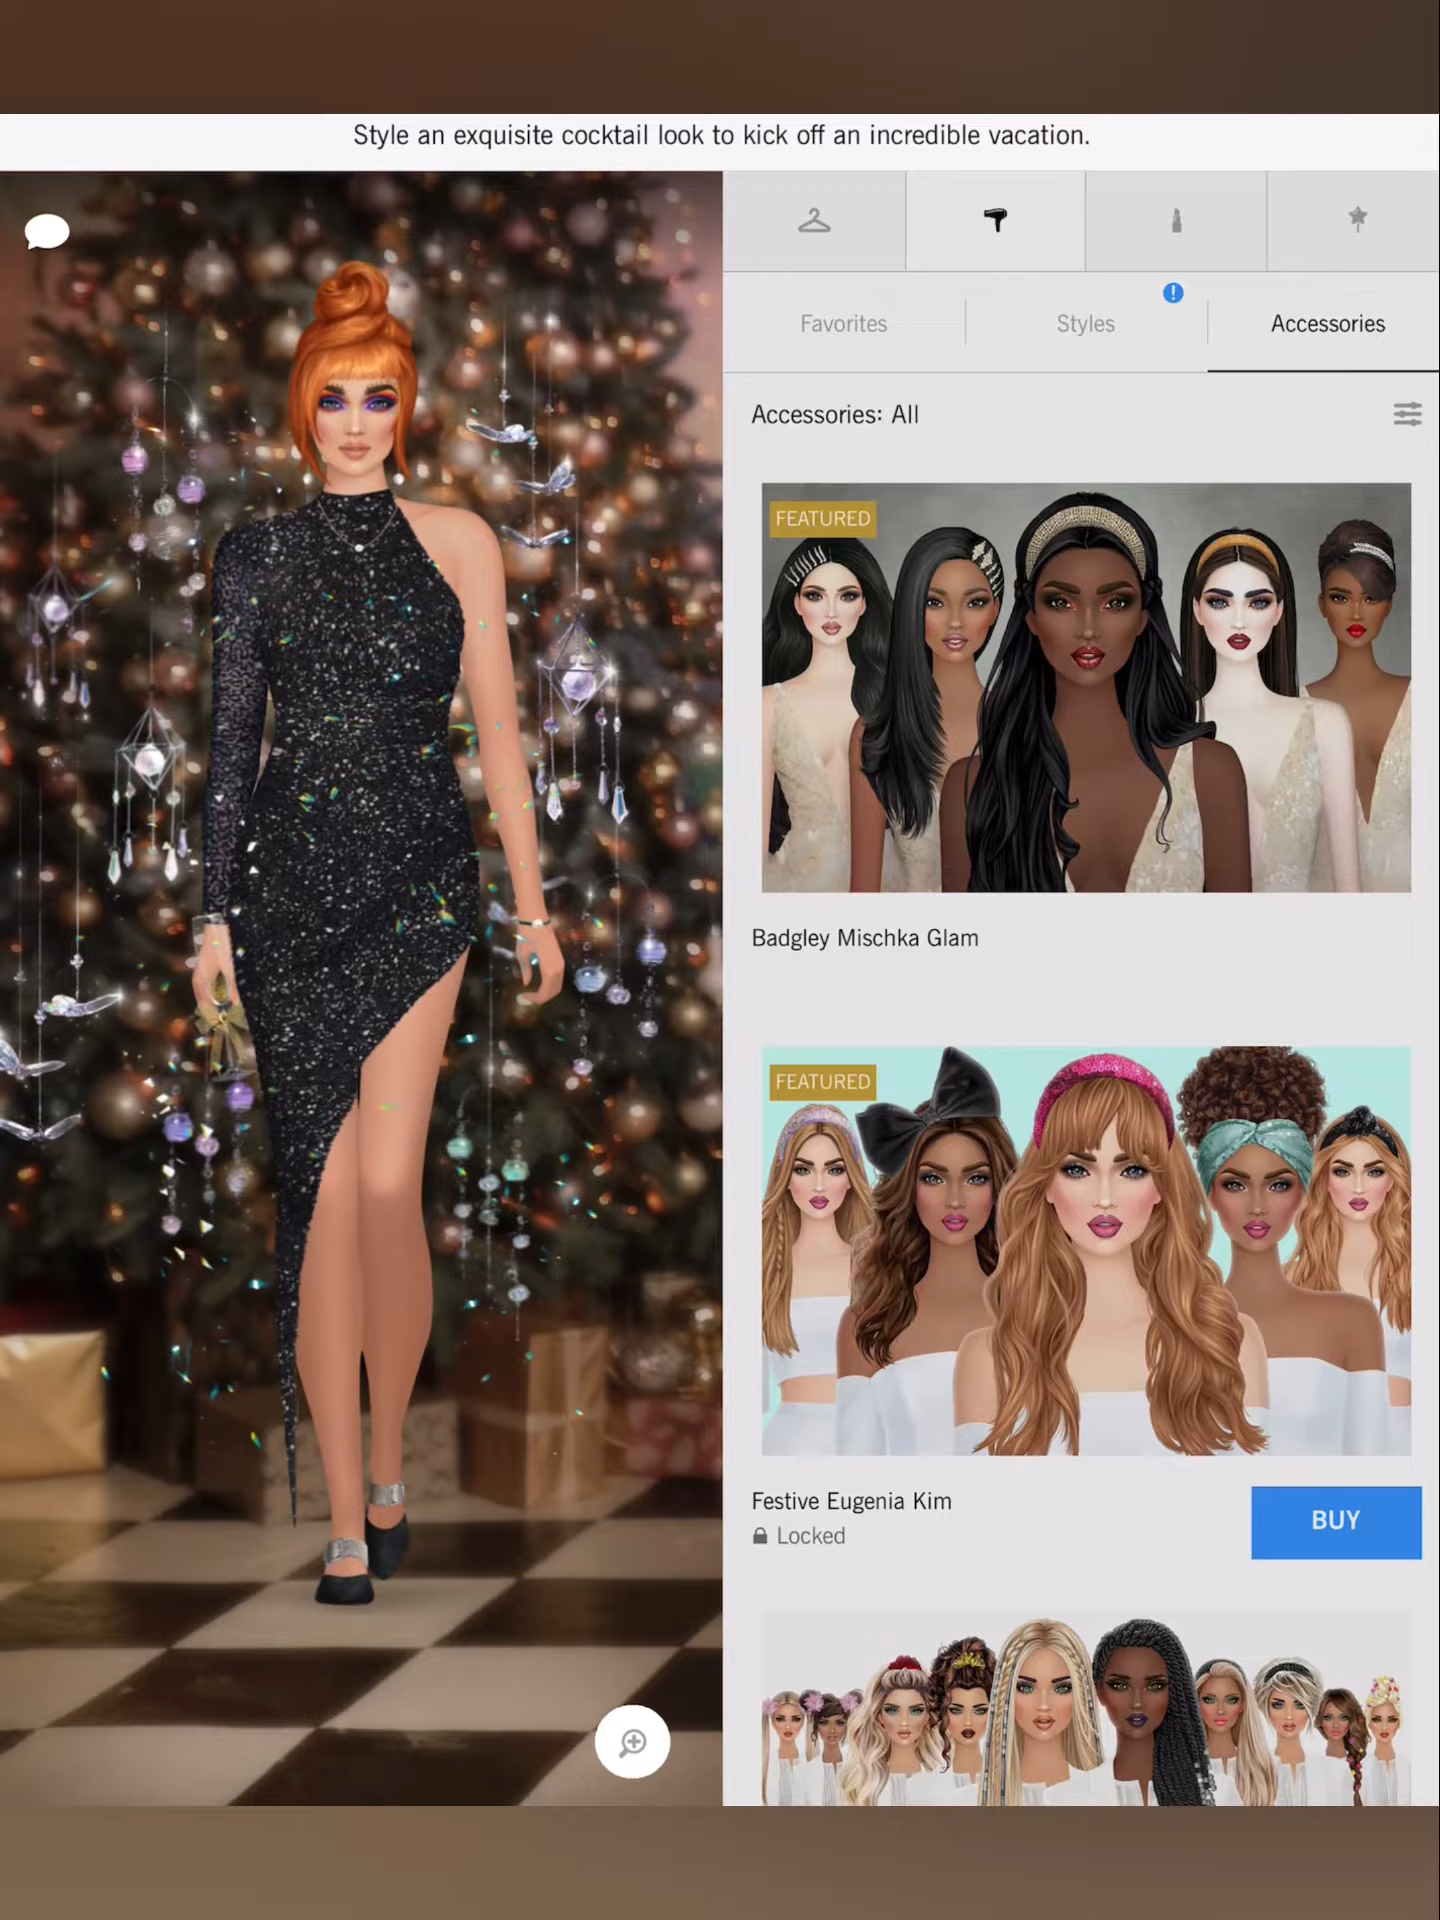 Style an exquisite cocktail look to kick off an incredible vacation.
Favorites
Styles
Accessories
Accessories: All
FEATURED
Badgley Mischka Glam
FEATURED
Festive Eugenia Kim
Locked
BUY